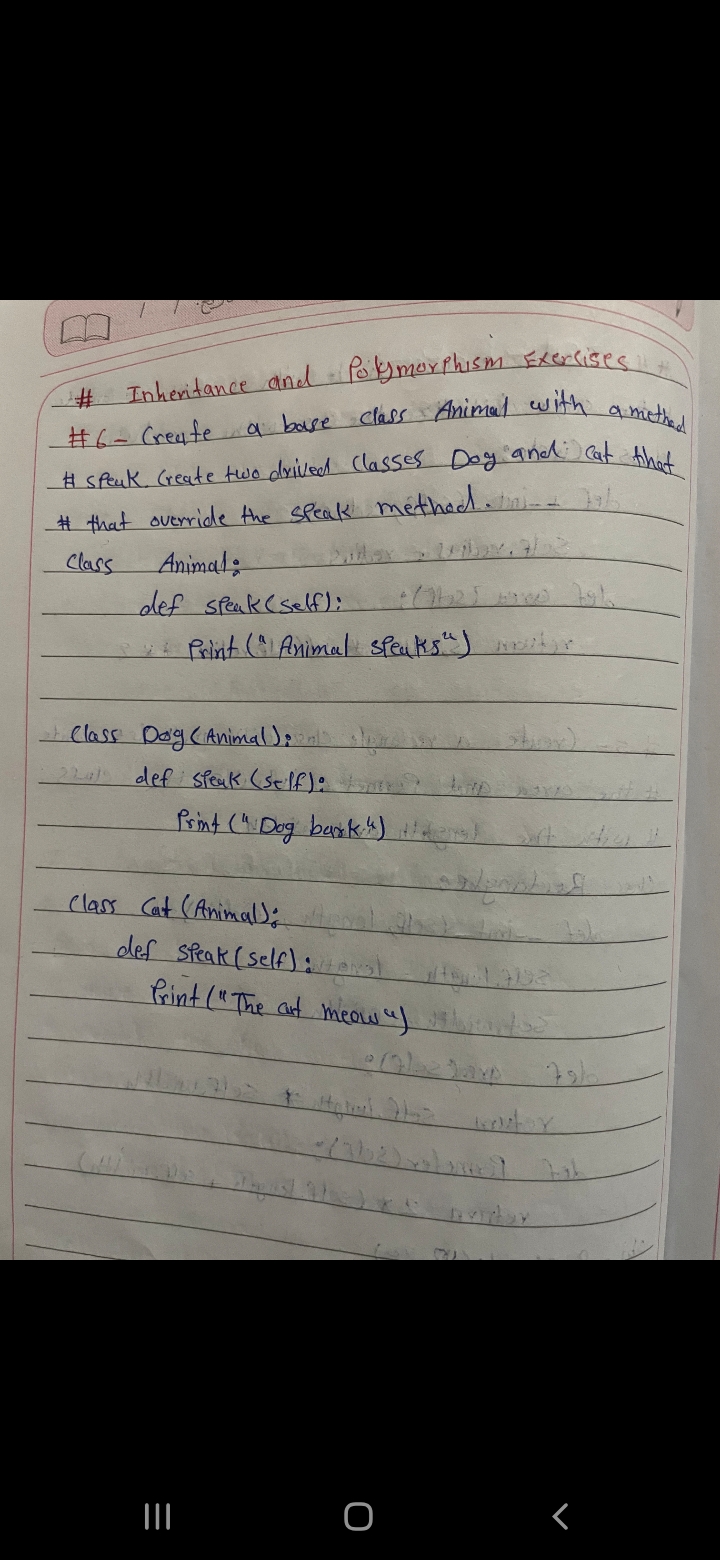 # Inheritance and Polymorphism Exercises
#6- Create a base class Animal with a method
# speak. Create two drived classes Dog and cat that
# that override the speak method.
class Animal:
def speak(self):
Print ("Animal speaks")
class Dog(Animal):
def speak (self):
Print ("Dog bark")
class Cat (Animal):
def speak(self):
Print ("The cat meow")